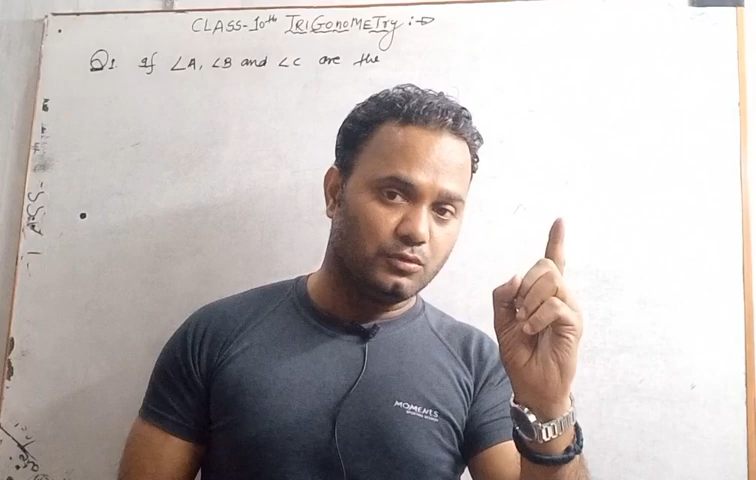 CLASS-10th TRIGONOMETry :-
Q1. If ∠A, ∠B and ∠C are the
MOMENTS